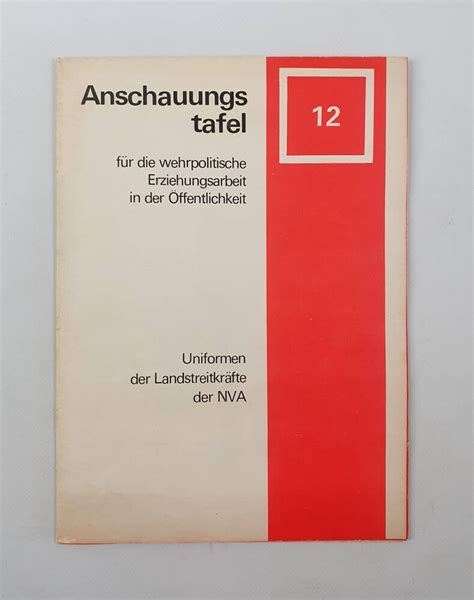 Anschauungs
tafel
12
für die wehrpolitische
Erziehungsarbeit
in der Öffentlichkeit
Uniformen
der Landstreitkräfte
der NVA